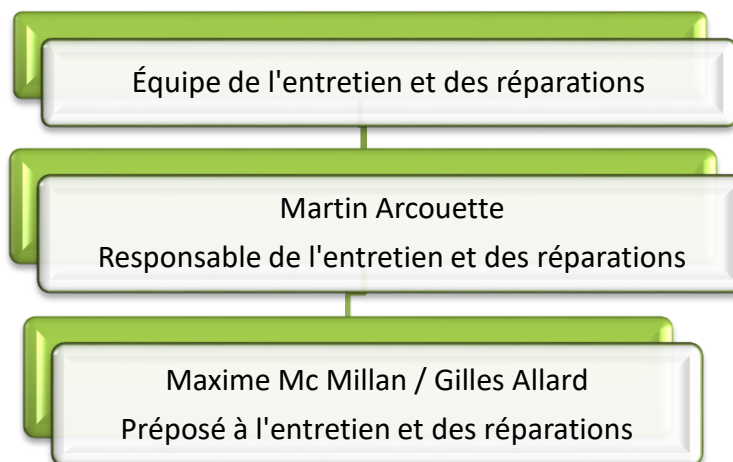 Équipe de l'entretien et des réparations
Martin Arcouette
Responsable de l'entretien et des réparations
Maxime Mc Millan / Gilles Allard
Préposé à l'entretien et des réparations